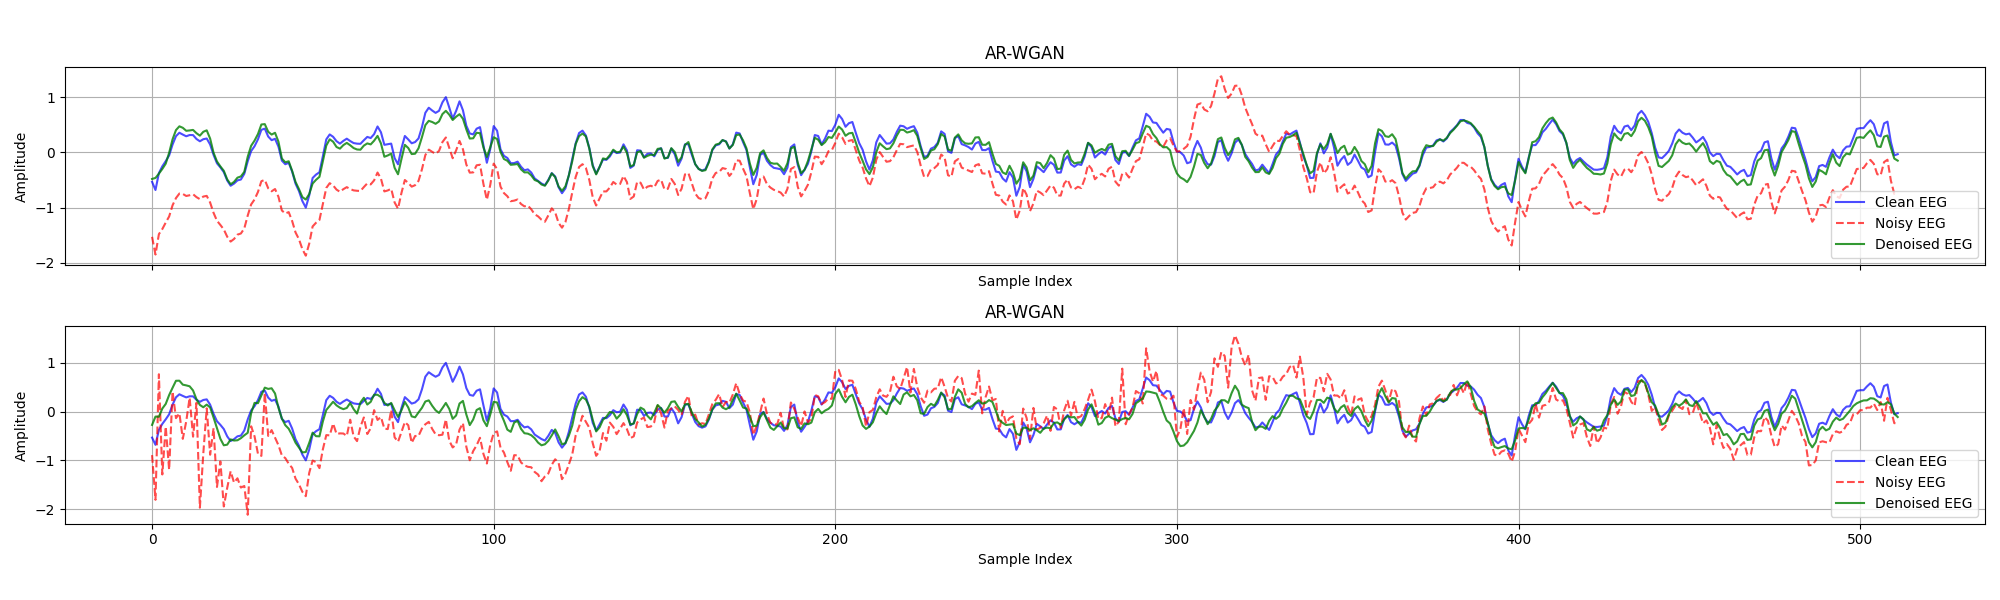 AR-WGAN
Amplitude
1
0
−1
−2
Clean EEG
Noisy EEG
Denoised EEG
Sample Index
AR-WGAN
Amplitude
1
0
−1
−2
Clean EEG
Noisy EEG
Denoised EEG
0 100 200 300 400 500
Sample Index